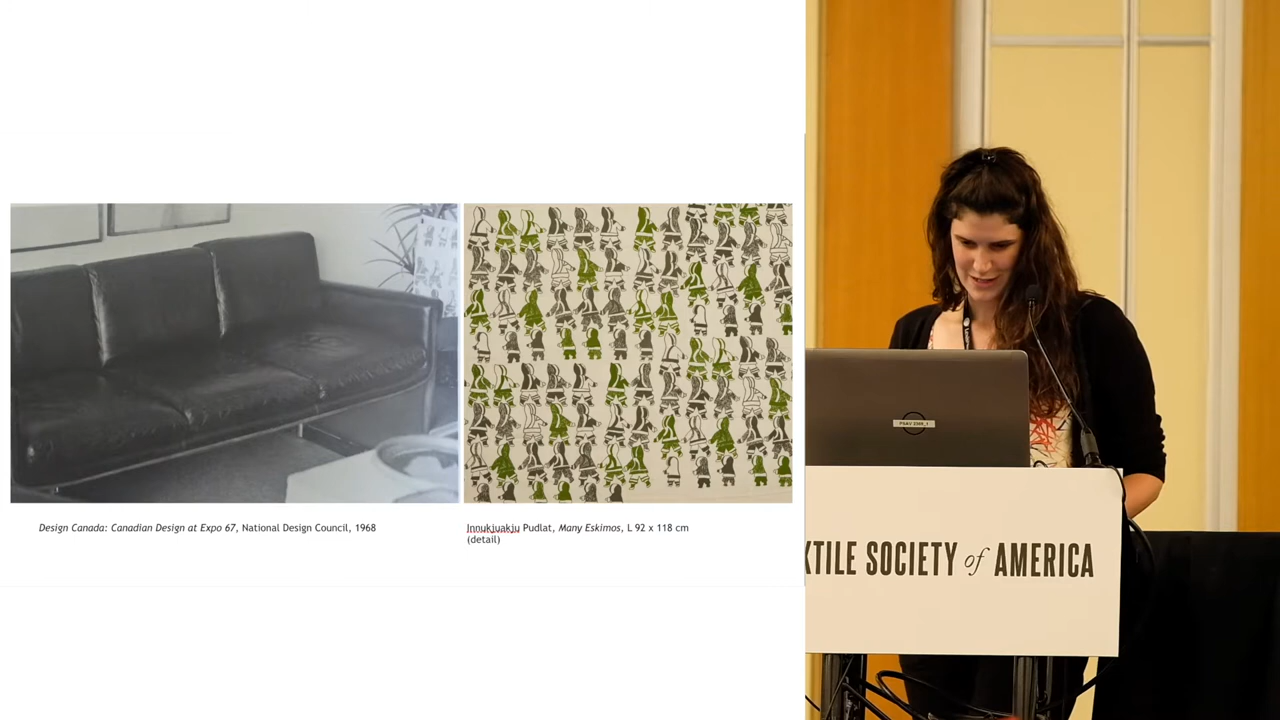 Design Canada: Canadian Design at Expo 67, National Design Council, 1968
Innukjuakju Pudlat, Many Eskimos, L 92 x 118 cm
(detail)
XTILE SOCIETY of AMERICA